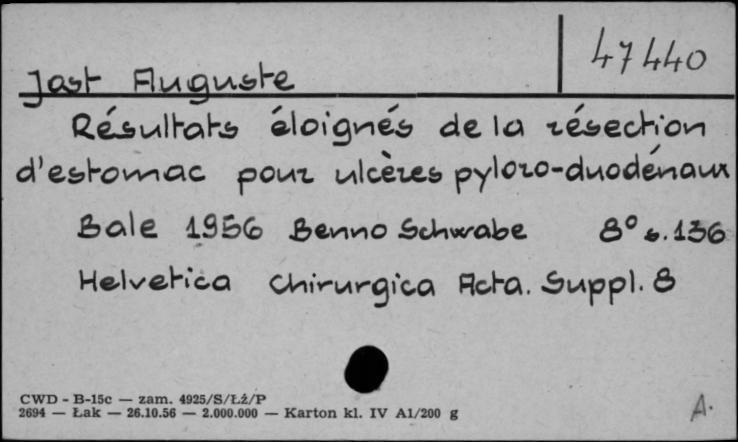 47440
Jast Auguste
Résultats éloignés de la résection
d'estomac pour ulcères pyloro-duodénaux
Bale 1956 Benno Schwabe 8° s. 136
Helvetica Chirurgica Acta. Suppl. 8
CWD - B-15c — zam. 4925/S/Łź/P
2694 — Łak — 26.10.56 — 2.000.000 — Karton kl. IV A1/200 g
A.